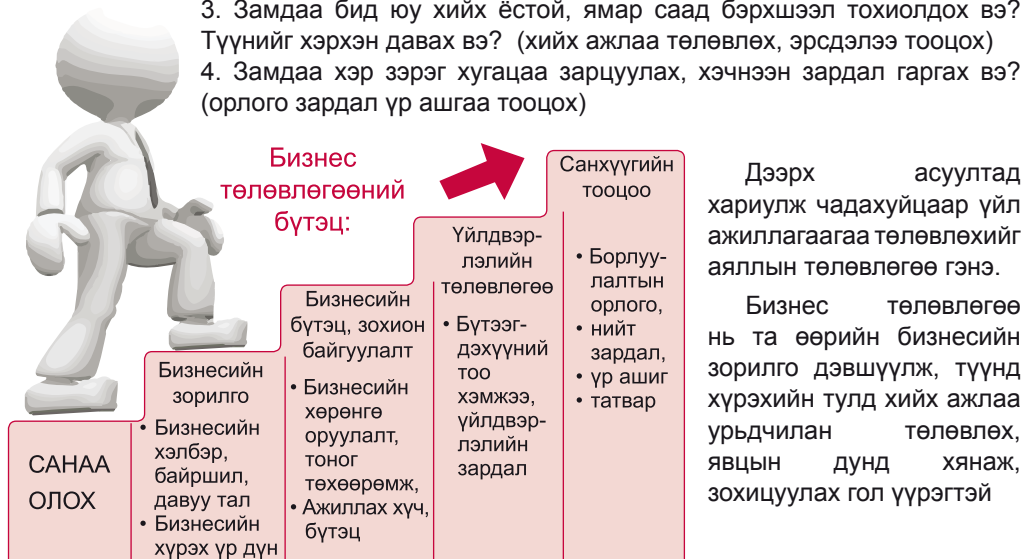 3. Замдаа бид юу хийх ёстой, ямар саад бэрхшээл тохиолдох вэ?
Түүнийг хэрхэн давах вэ? (хийх ажлаа төлөвлөх, эрсдэлээ тооцох)
4. Замдаа хэр зэрэг хугацаа зарцуулах, хэчнээн зардал гаргах вэ?
(орлого зардал үр ашгаа тооцох)
Бизнес
төлөвлөгөөний
бүтэц:
САНАА
ОЛОХ
Бизнесийн
зорилго
• Бизнесийн
хэлбэр,
байршил,
давуу тал
• Бизнесийн
хүрэх үр дүн
Бизнесийн
бүтэц, зохион
байгуулалт
• Бизнесийн
хөрөнгө
оруулалт,
тоног
төхөөрөмж,
• Ажиллах хүч,
бүтэц
Үйлдвэр-
лэлийн
төлөвлөгөө
• Бүтээг-
дэхүүний
тоо
хэмжээ,
үйлдвэр-
лэлийн
зардал
Санхүүгийн
тооцоо
• Борлуу-
лалтын
орлого,
• нийт
зардал,
• үр ашиг
• татвар
Дээрх асуултад
хариулж чадахуйцаар үйл
ажиллагаагаа төлөвлөхийг
аяллын төлөвлөгөө гэнэ.
Бизнес төлөвлөгөө
нь та өөрийн бизнесийн
зорилго дэвшүүлж, түүнд
хүрэхийн тулд хийх ажлаа
урьдчилан төлөвлөх,
явцын дунд хянаж,
зохицуулах гол үүрэгтэй